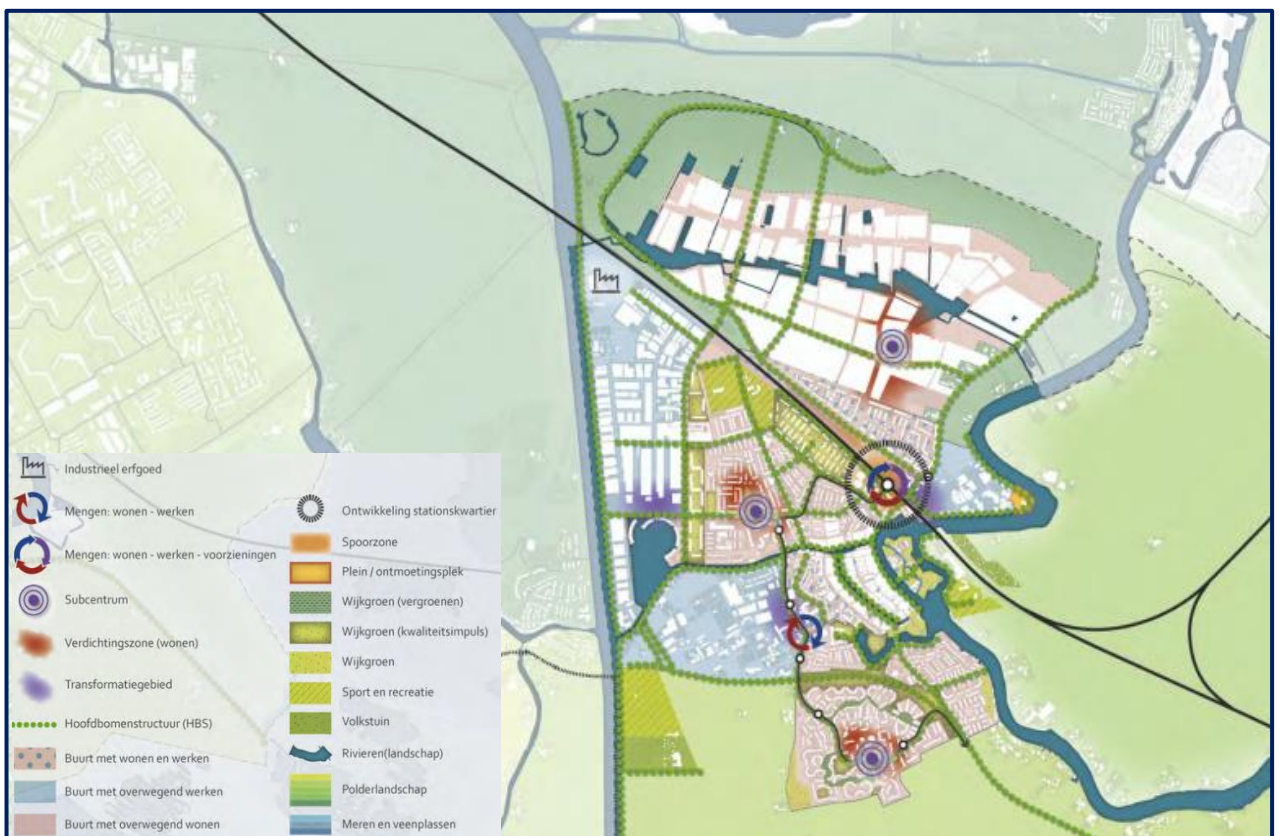 Industrieel erfgoed
Mengen: wonen - werken
Mengen: wonen - werken - voorzieningen
Subcentrum
Verdichtingszone (wonen)
Transformatiegebied
Hoofdbomenstructuur (HBS)
Buurt met wonen en werken
Buurt met overwegend werken
Buurt met overwegend wonen
Ontwikkeling stationskwartier
Spoorzone
Plein / ontmoetingsplek
Wijkgroen (vergroenen)
Wijkgroen (kwaliteitsimpuls)
Wijkgroen
Sport en recreatie
Volkstuin
Rivieren(landschap)
Polderlandschap
Meren en veenplassen